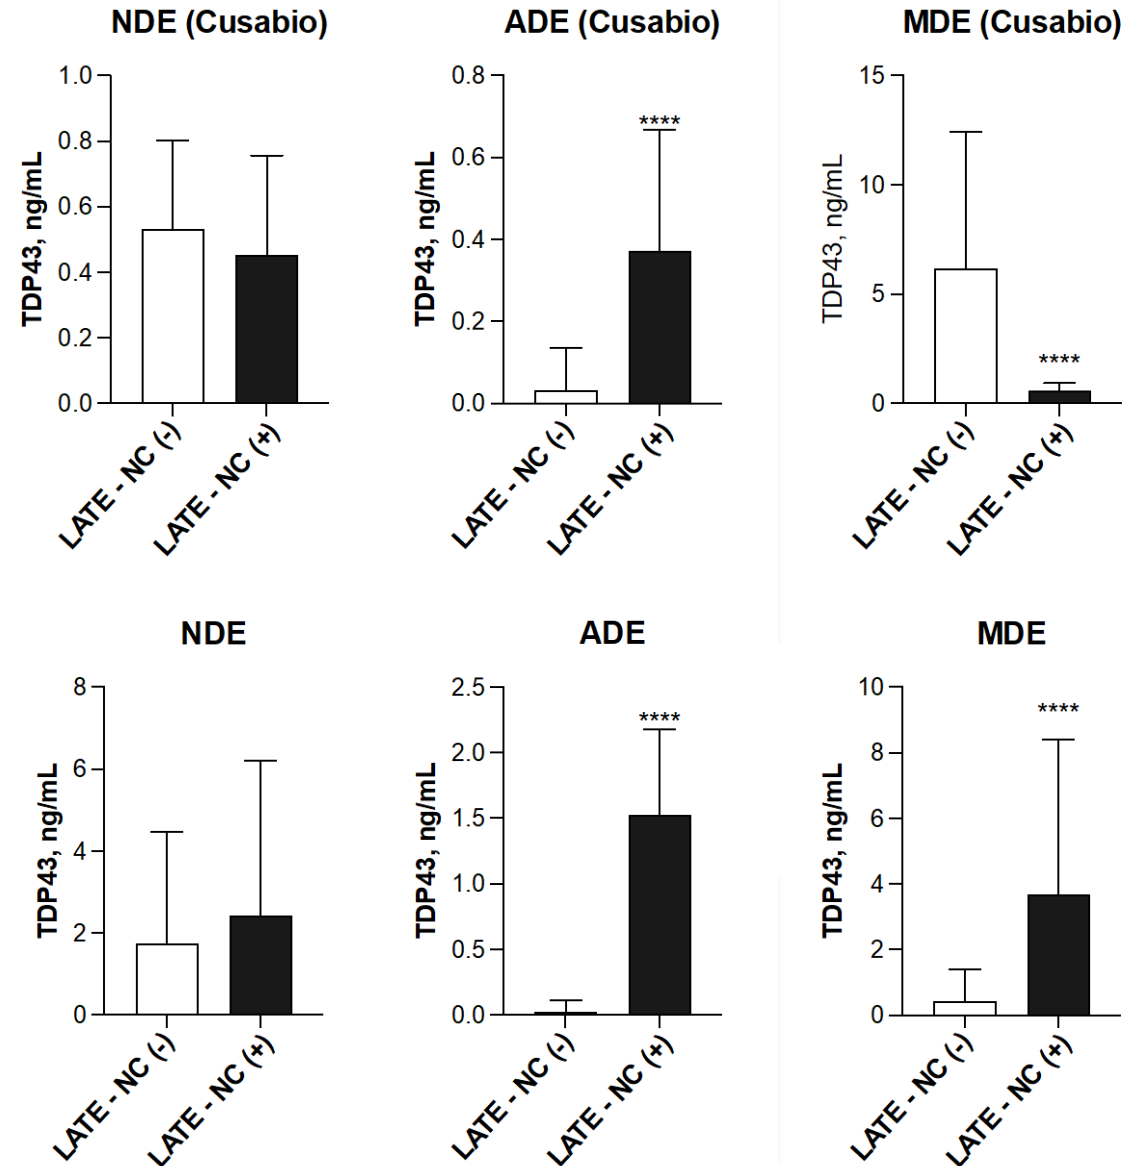 NDE (Cusabio)
TDP43, ng/mL
1.0
0.8
0.6
0.4
0.2
0.0
LATE - NC (-)
LATE - NC (+)
ADE (Cusabio)
TDP43, ng/mL
0.8
0.6
0.4
0.2
0.0
****
LATE - NC (-)
LATE - NC (+)
MDE (Cusabio)
TDP43, ng/mL
15
10
5
0
****
LATE - NC (-)
LATE - NC (+)
NDE
TDP43, ng/mL
8
6
4
2
0
LATE - NC (-)
LATE - NC (+)
ADE
TDP43, ng/mL
2.5
2.0
1.5
1.0
0.5
0.0
****
LATE - NC (-)
LATE - NC (+)
MDE
TDP43, ng/mL
10
8
6
4
2
0
****
LATE - NC (-)
LATE - NC (+)